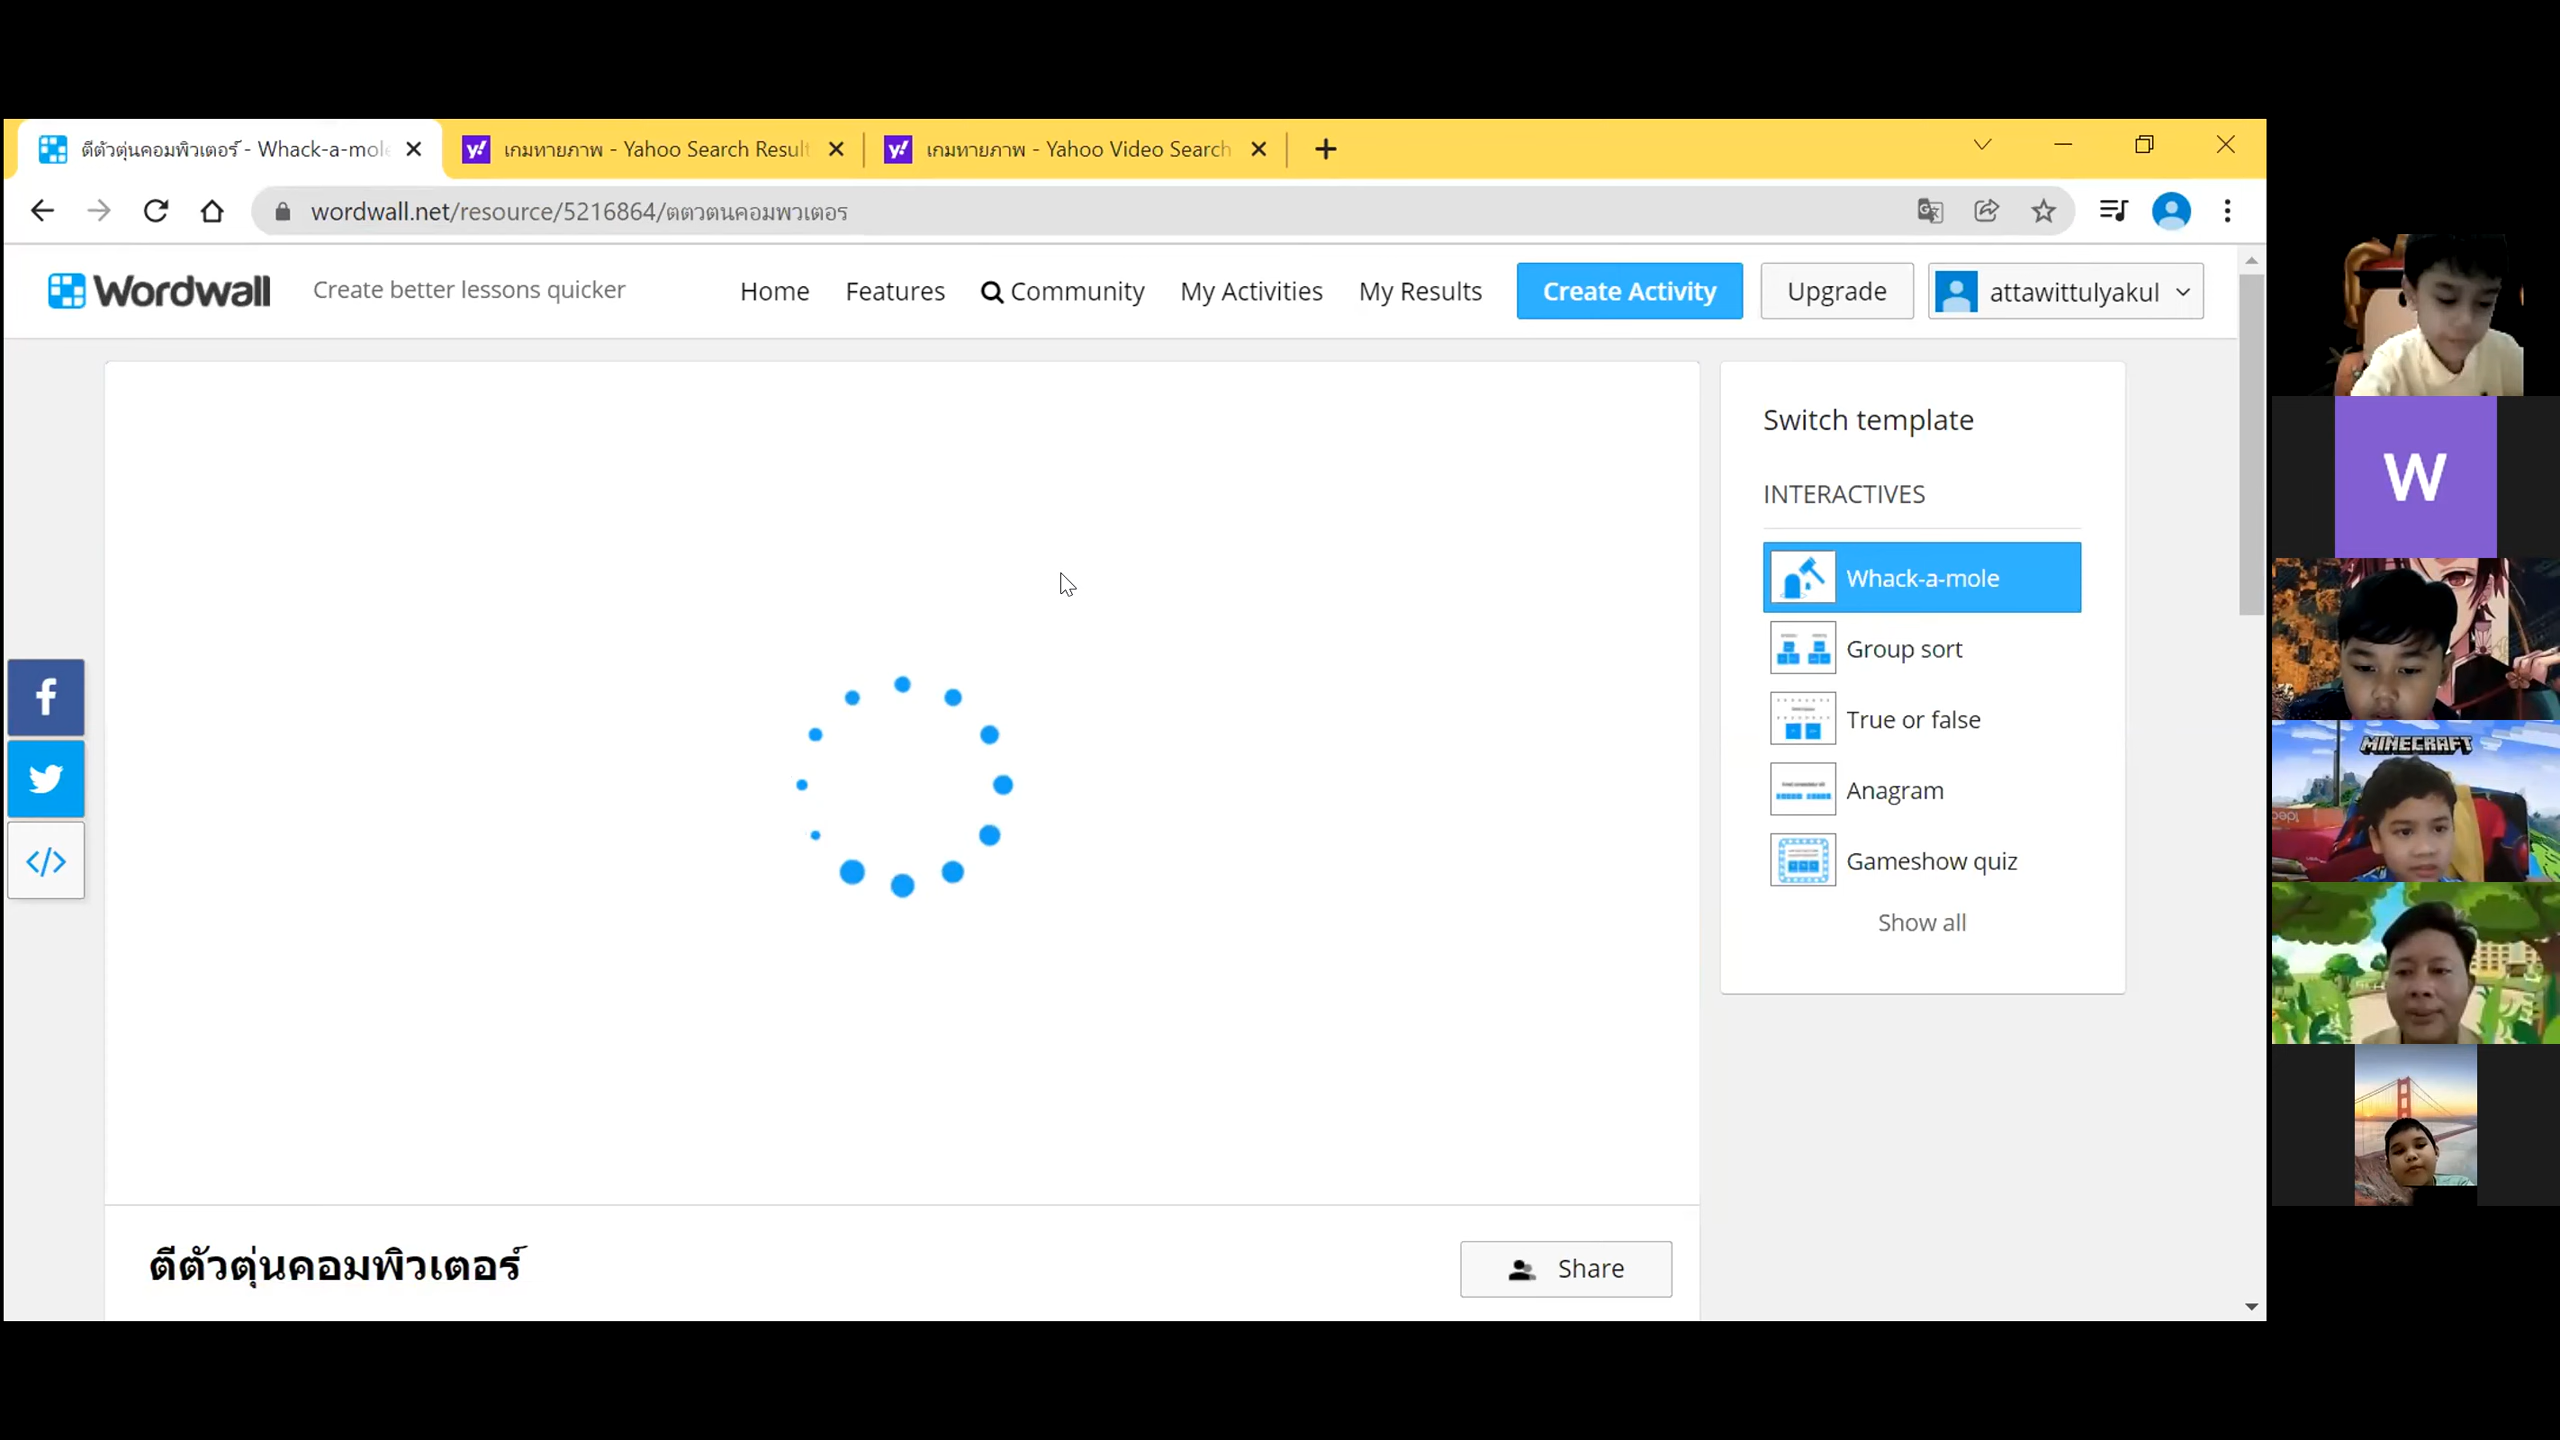 ตีตัวตุ่นคอมพิวเตอร์ - Whack-a-mole
เกมทายภาพ - Yahoo Search Result
เกมทายภาพ - Yahoo Video Search
wordwall.net/resource/5216864/ตตวตนคอมพวเตอร
Wordwall
Create better lessons quicker
Home
Features
Community
My Activities
My Results
Create Activity
Upgrade
attawittulyakul
Switch template
INTERACTIVES
Whack-a-mole
Group sort
True or false
Anagram
Gameshow quiz
Show all
ตีตัวตุ่นคอมพิวเตอร์
Share
W
MINECRAFT